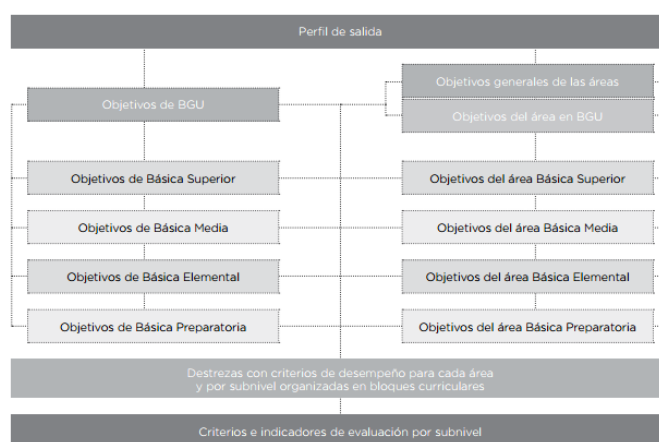 Perfil de salida
Objetivos generales de las áreas
Objetivos de BGU
Objetivos del área en BGU
Objetivos de Básica Superior
Objetivos del área Básica Superior
Objetivos de Básica Media
Objetivos del área Básica Media
Objetivos de Básica Elemental
Objetivos del área Básica Elemental
Objetivos de Básica Preparatoria
Objetivos del área Básica Preparatoria
Destrezas con criterios de desempeño para cada área
y por subnivel organizadas en bloques curriculares
Criterios e indicadores de evaluación por subnivel